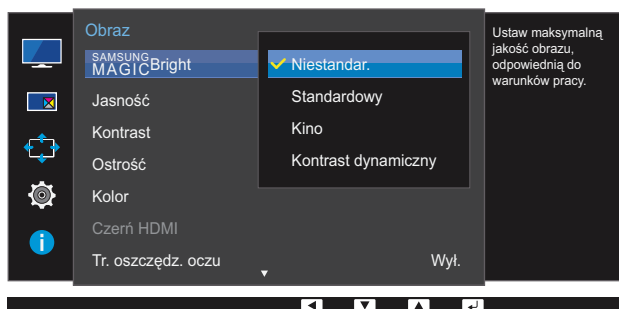 Obraz
SAMSUNG
MAGICBright
Niestandar.
Jasność
Standardowy
Kontrast
Kino
Ostrość
Kontrast dynamiczny
Kolor
Czerń HDMI
Tr. oszczędz. oczu
Wył.
Ustaw maksymalną
jakość obrazu,
odpowiednią do
warunków pracy.